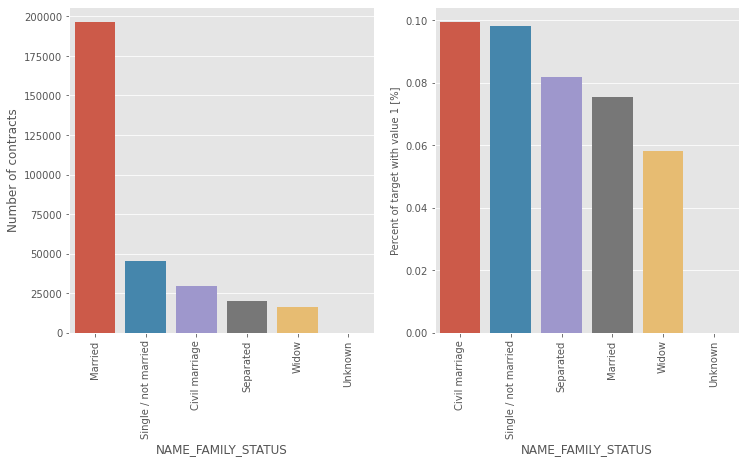 Number of contracts
200000
175000
150000
125000
100000
75000
50000
25000
0
Married
Single / not married
Civil marriage
Separated
Widow
Unknown
NAME_FAMILY_STATUS
Percent of target with value 1 [%]
0.10
0.08
0.06
0.04
0.02
0.00
Civil marriage
Single / not married
Separated
Married
Widow
Unknown
NAME_FAMILY_STATUS